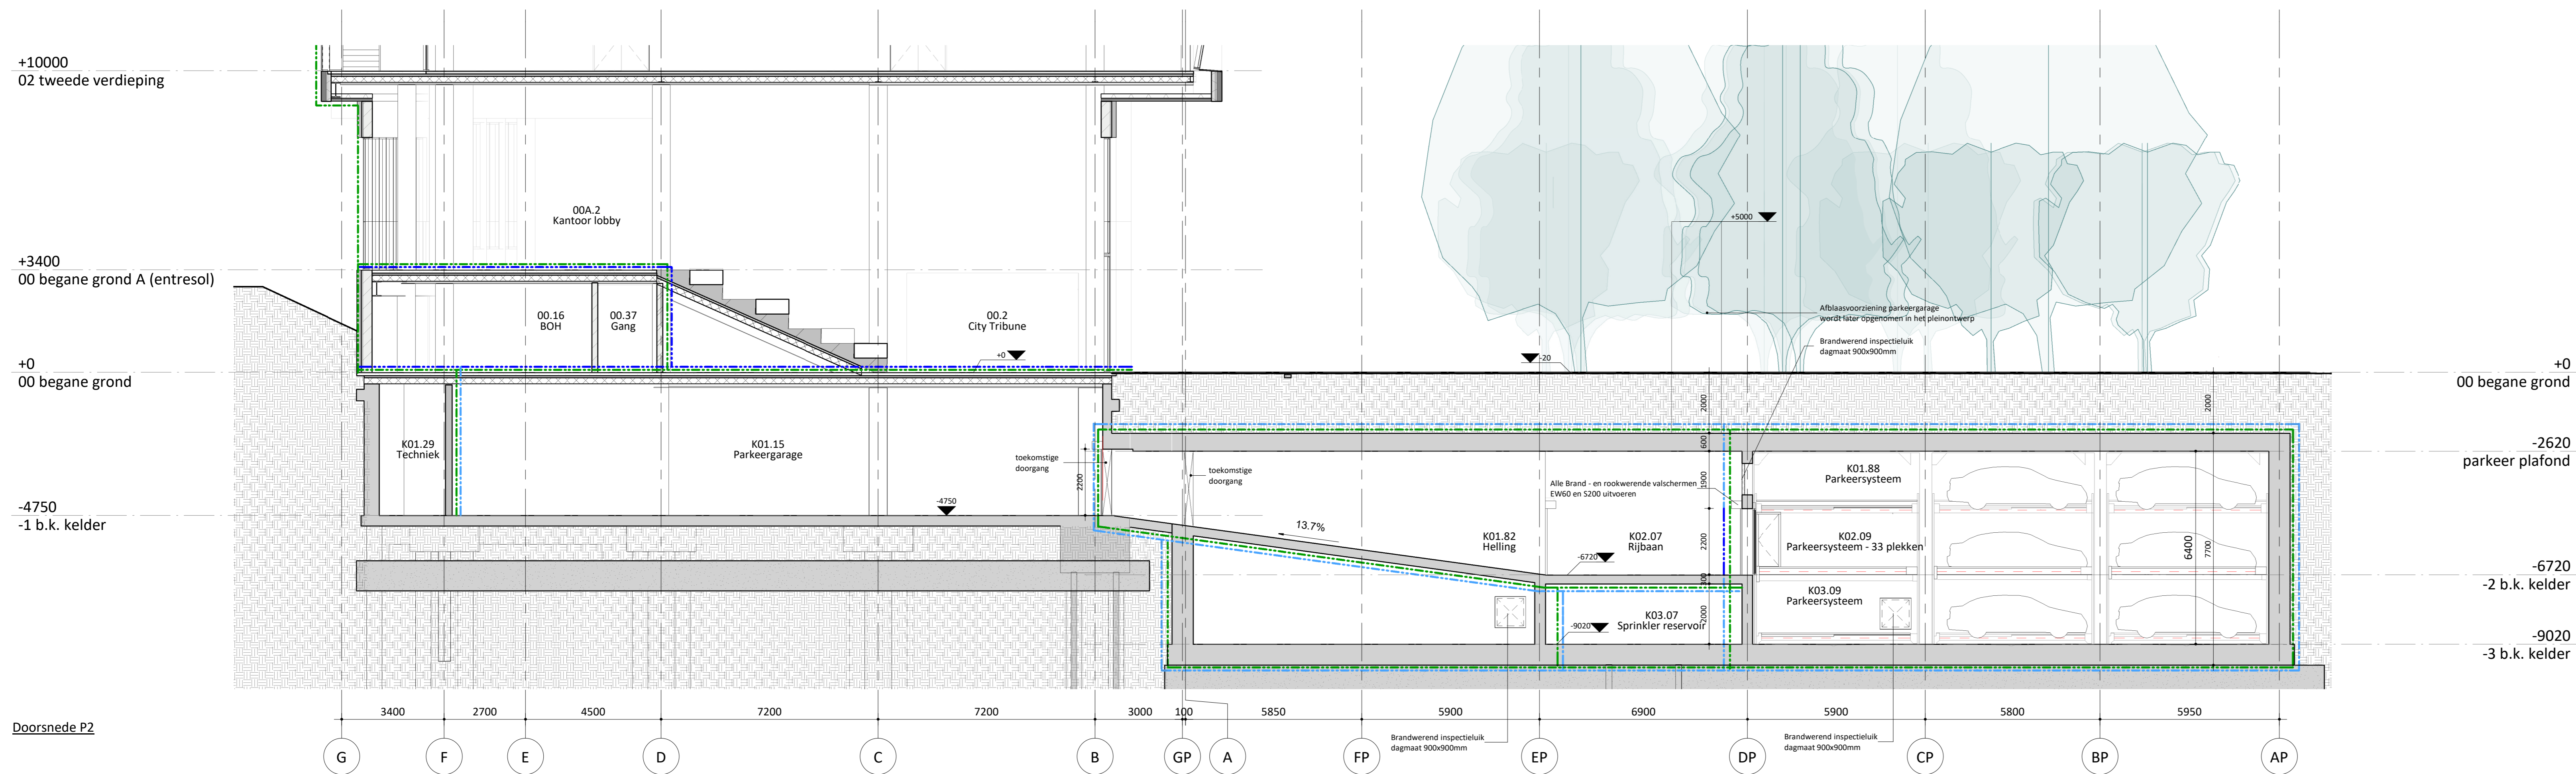 +10000
02 tweede verdieping
+3400
00 begane grond A (entresol)
+0
00 begane grond
-4750
-1 b.k. kelder
00A.2
Kantoor lobby
00.16
BOH
00.37
Gang
00.2
City Tribune
+0
K01.29
Techniek
K01.15
Parkeergarage
-4750
toekomstige
doorgang
2200
toekomstige
doorgang
13.7%
K01.82
Helling
+5000
-20
Afblaasvoorziening parkeergarage
wordt later opgenomen in het pleinontwerp
Brandwerend inspectieluik
dagmaat 900x900mm
2000
600
1900
2200
300
2000
Alle Brand - en rookwerende valschermen
EW60 en S200 uitvoeren
K02.07
Rijbaan
-6720
K03.07
Sprinkler reservoir
-9020
K01.88
Parkeersysteem
K02.09
Parkeersysteem - 33 plekken
K03.09
Parkeersysteem
2000
6400
7700
+0
00 begane grond
-2620
parkeer plafond
-6720
-2 b.k. kelder
-9020
-3 b.k. kelder
3400
2700
4500
7200
7200
3000
100
5850
5900
6900
5900
5800
5950
Brandwerend inspectieluik
dagmaat 900x900mm
Brandwerend inspectieluik
dagmaat 900x900mm
Doorsnede P2
G
F
E
D
C
B
GP
A
FP
EP
DP
CP
BP
AP